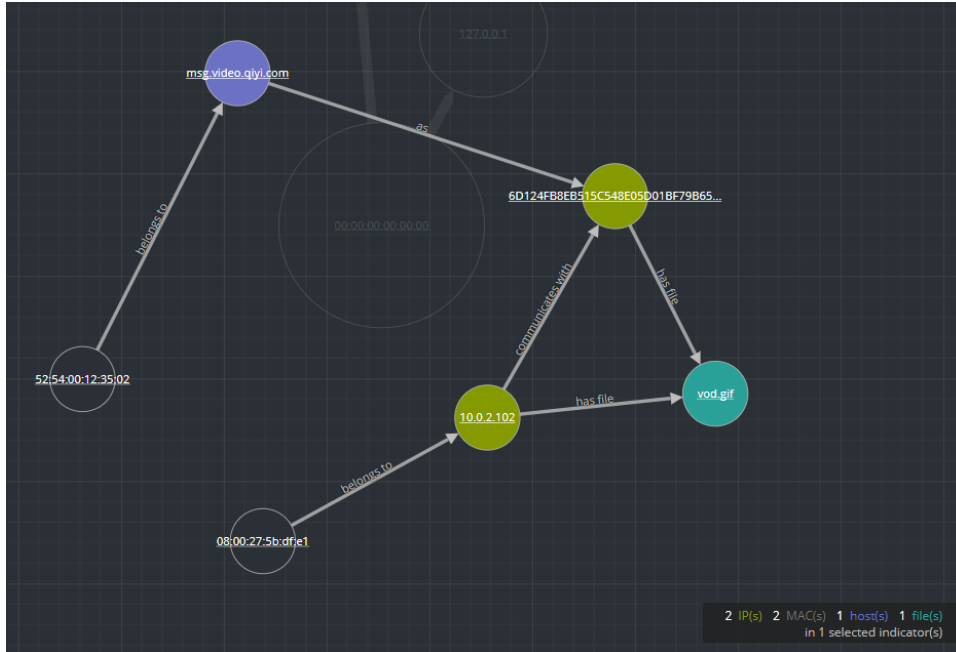 127.0.0.1
msg.video.qiyi.com
as
6D124FB8EB515C548E05D01BF79B65...
00:00:00:00:00:00
belongs to
has file
communicates with
52:54:00:12:35:02
vod.gif
has file
10.0.2.102
belongs to
08:00:27:5b:df:e1
2 IP(s) 2 MAC(s) 1 host(s) 1 file(s)
in 1 selected indicator(s)